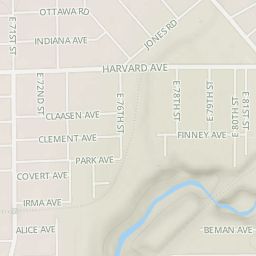 OTTAWA RD
E 71ST ST
INDIANA AVE
JONES RD
HARVARD AVE
E 72ND ST
E 76TH ST
E 78TH ST
E 79TH ST
E 80TH ST
E 81ST ST
CLAASEN AVE
CLEMENT AVE
FINNEY AVE
PARK AVE
COVERT AVE
IRMA AVE
ALICE AVE
BEMAN AVE